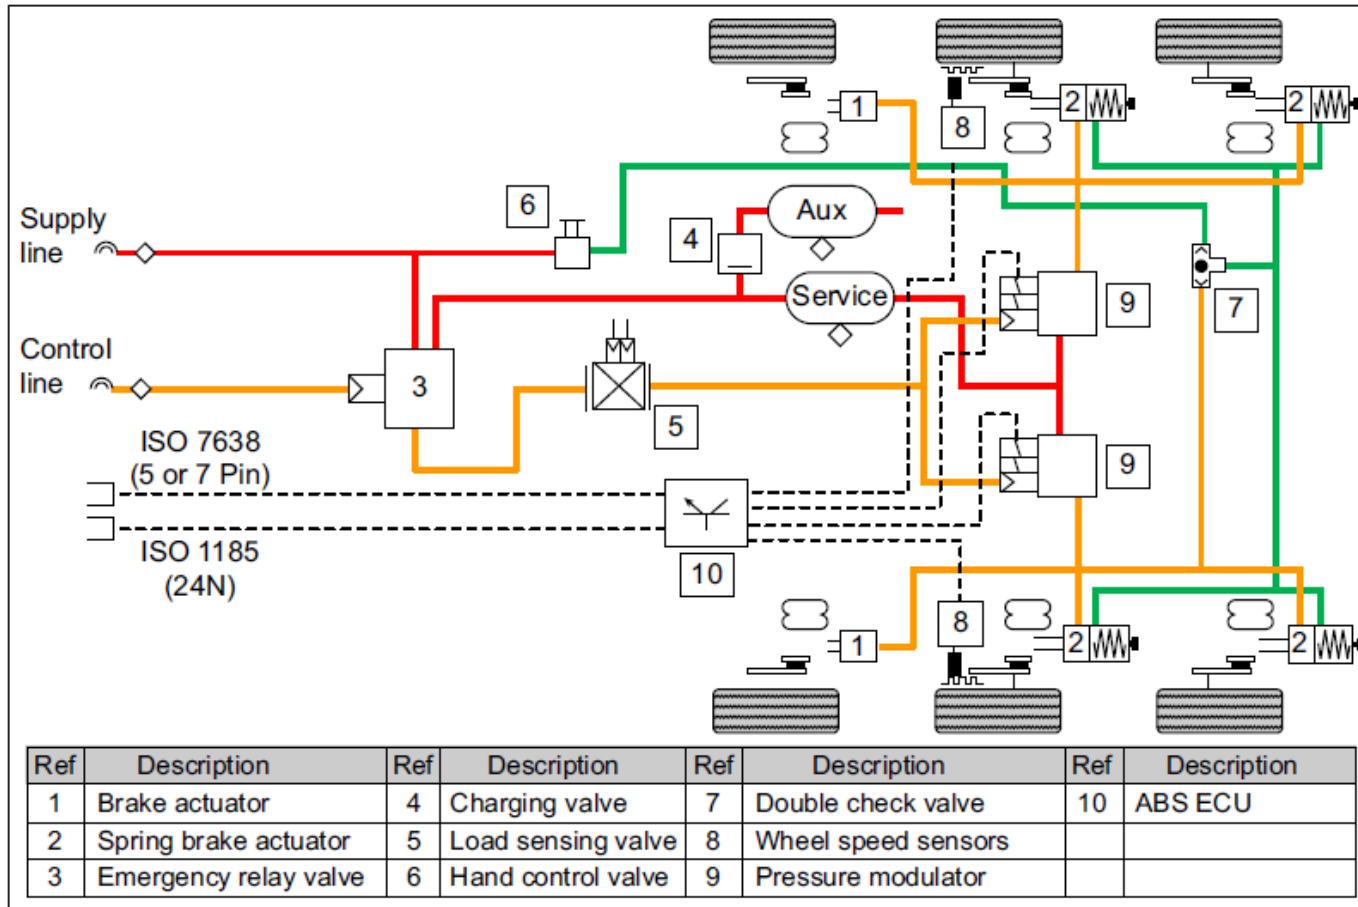 1
2
2
8
6
Aux
Supply
line
4
Service
9
7
Control
line
3
5
ISO 7638
(5 or 7 Pin)
9
ISO 1185
(24N)
10
8
1
2
2
Ref Description Ref Description Ref Description Ref Description
1 Brake actuator 4 Charging valve 7 Double check valve 10 ABS ECU
2 Spring brake actuator 5 Load sensing valve 8 Wheel speed sensors
3 Emergency relay valve 6 Hand control valve 9 Pressure modulator